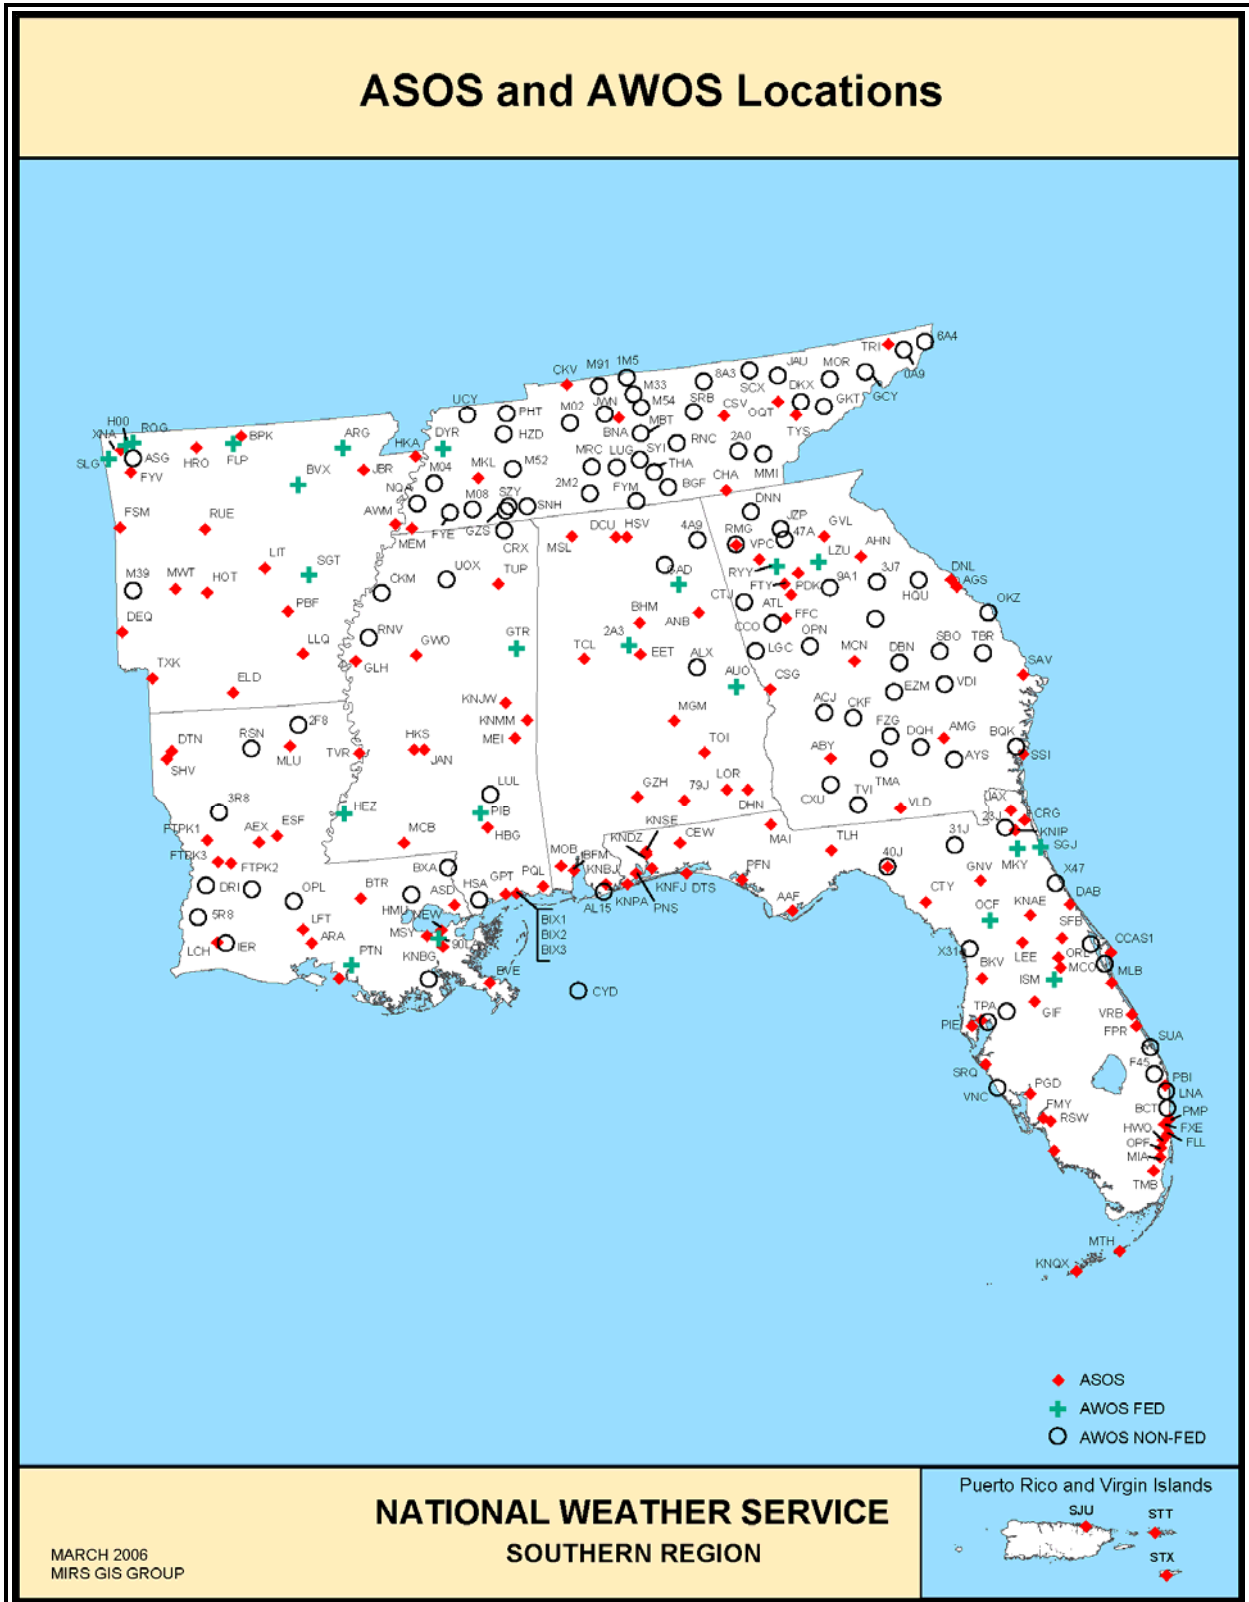 ASOS and AWOS Locations
6A4
TRI
0A9
1M5
M91
CKV
JAU
MOR
8A3
SCX
DKX
GCY
M33
UCY
PHT
M02
JWN
M54
SRB
CSV
OQT
GKT
H00
ROG
BPK
ARG
DYR
HZD
BNA
MBT
TYS
XNA
ASG
HRO
FLP
HKA
MRC
LUG
SYI
RNC
2A0
SLG
FYV
BVX
JBR
M04
MKL
M52
THA
MMI
NQA
M08
SZY
SNH
2M2
FYM
BGF
CHA
FSM
RUE
AWM
MEM
FYE
GZS
CRX
MSL
DCU
HSV
4A9
DNN
JZP
RMG
47A
GVL
VPC
LZU
AHN
LIT
SGT
UOX
TUP
GAD
RYY
M39
MWT
HOT
CKM
CTJ
FTY
PDK
9A1
3J7
HQU
DNL
AGS
PBF
BHM
ANB
ATL
OKZ
DEQ
RNV
GTR
2A3
CCO
FFC
OPN
LLQ
GWO
TCL
EET
ALX
LGC
MCN
DBN
SBO
TBR
GLH
AUO
SAV
TXK
ELD
CSG
EZM
VDI
KNJW
ACJ
CKF
KNMM
MGM
2F8
FZG
DQH
AMG
BQK
DTN
RSN
MLU
TVR
HKS
JAN
MEI
TOI
ABY
AYS
SSI
SHV
TMA
LUL
GZH
79J
LOR
DHN
CXU
TVI
VLD
3R8
HEZ
PIB
JAX
FTPK1
AEX
ESF
MCB
HBG
KNSE
KNDZ
CEW
MAI
TLH
31J
23J
CRG
KNIP
FTPK3
FTPK2
BXA
MOB
BFM
40J
MKY
SGJ
DRI
OPL
BTR
HSA
GPT
PQL
KNBJ
KNFJ
DTS
PFN
GNV
X47
CTY
HMU
ASD
AL15
KNPA
PNS
AAF
KNAE
DAB
5R8
LFT
NEW
BIX1
OCF
SFB
ARA
MSY
90LA
BIX2
LCH
IER
BIX3
X31
LEE
ORL
CCAS1
PTN
KNBG
BVE
BKV
MCO
MLB
CYD
ISM
TPA
GIF
VRB
PIE
FPR
SUA
F45
SRQ
PGD
PBI
VNC
FMY
LNA
RSW
BCT
PMP
HWO
FXE
OPF
FLL
MIA
TMB
MTH
KNQX
ASOS
AWOS FED
AWOS NON-FED
NATIONAL WEATHER SERVICE
SOUTHERN REGION
MARCH 2006
MIRS GIS GROUP
Puerto Rico and Virgin Islands
SJU
STT
STX